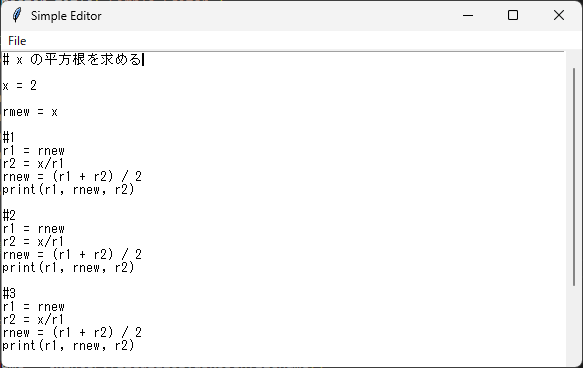 Simple Editor
File
# x の平方根を求める
x = 2
rmew = x
#1
r1 = rnew
r2 = x/r1
rnew = (r1 + r2) / 2
print(r1, rnew, r2)
#2
r1 = rnew
r2 = x/r1
rnew = (r1 + r2) / 2
print(r1, rnew, r2)
#3
r1 = rnew
r2 = x/r1
rnew = (r1 + r2) / 2
print(r1, rnew, r2)